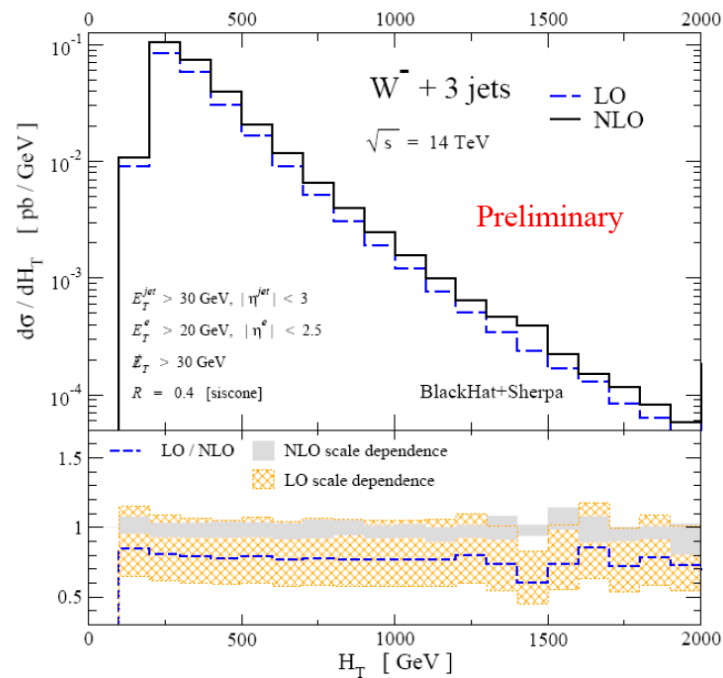 0 500 1000 1500 2000
10⁻¹
10⁻²
10⁻³
10⁻⁴
dσ / dH_T [ pb / GeV ]
W⁻ + 3 jets
√s = 14 TeV
LO
NLO
Preliminary
E_T^jet > 30 GeV, | η^jet | < 3
E_T^e > 20 GeV, | η^e | < 2.5
E̸_T > 30 GeV
R = 0.4 [siscone]
BlackHat+Sherpa
LO / NLO
NLO scale dependence
LO scale dependence
1.5
1
0.5
0 500 1000 1500 2000
H_T [ GeV ]